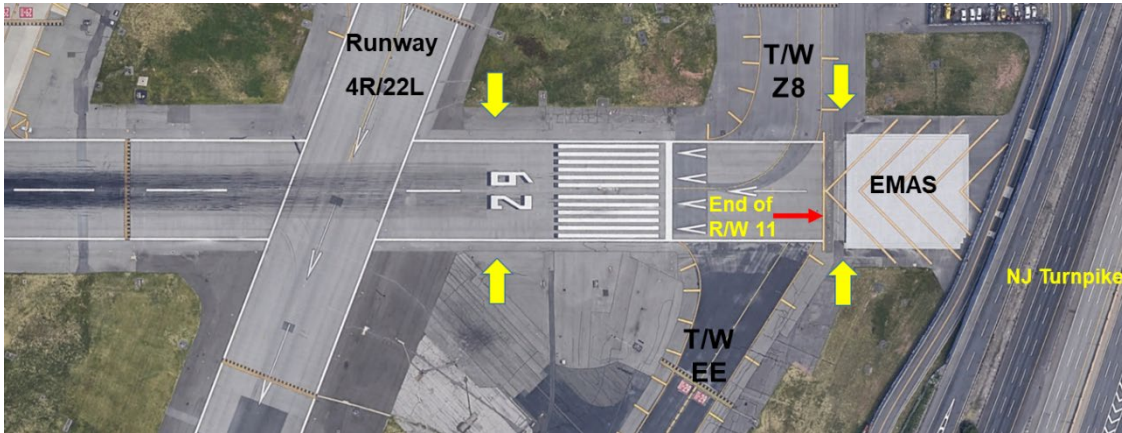 Runway
4R/22L
T/W
Z8
29
EMAS
End of
R/W 11
NJ Turnpike
T/W
EE